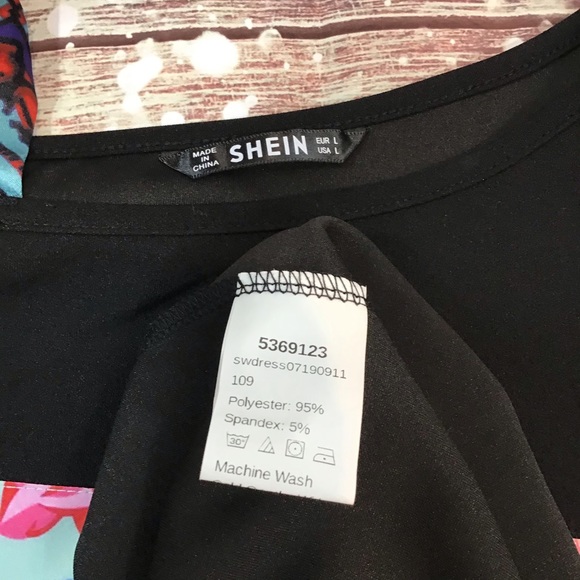 MADE
IN
CHINA
SHEIN
EUR L
USA L
5369123
swdress07190911
109
Polyester: 95%
Spandex: 5%
30°
Machine Wash